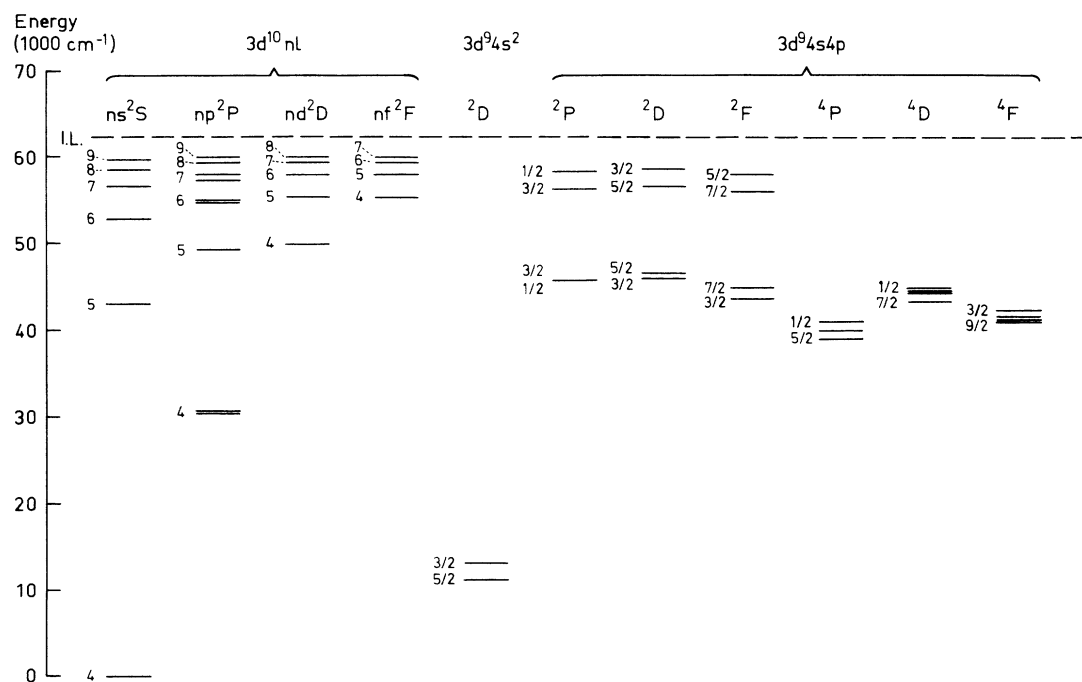 Energy
(1000 cm⁻¹) 3d¹⁰ nl 3d⁹4s² 3d⁹4s4p
70
ns²S np²P nd²D nf²F ²D ²P ²D ²F ⁴P ⁴D ⁴F
I.L.
60
9 9 8 7
8 8 7 6
7 7 6 5
6 6 5 4
5 4
5
4
1/2 3/2 5/2
3/2 5/2 7/2
50
3/2 5/2 7/2 1/2
1/2 3/2 3/2 7/2
1/2 3/2
5/2 9/2
40
30
20
3/2
5/2
10
0 4